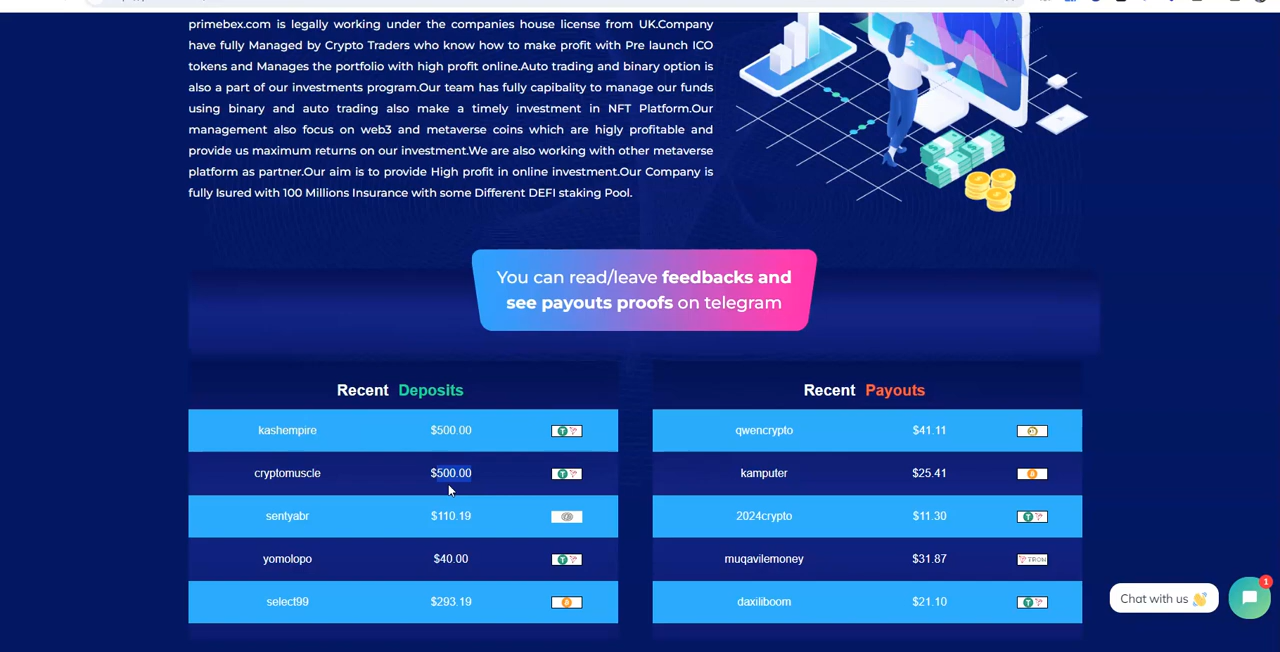 primebex.com is legally working under the companies house license from UK.Company
have fully Managed by Crypto Traders who know how to make profit with Pre launch ICO
tokens and Manages the portfolio with high profit online.Auto trading and binary option is
also a part of our investments program.Our team has fully capibality to manage our funds
using binary and auto trading also make a timely investment in NFT Platform.Our
management also focus on web3 and metaverse coins which are higly profitable and
provide us maximum returns on our investment.We are also working with other metaverse
platform as partner.Our aim is to provide High profit in online investment.Our Company is
fully Isured with 100 Millions Insurance with some Different DEFI staking Pool.
You can read/leave feedbacks and
see payouts proofs on telegram
Recent Deposits
kashempire $500.00
cryptomuscle $500.00
sentyabr $110.19
yomolopo $40.00
select99 $293.19
Recent Payouts
qwencrypto $41.11
kamputer $25.41
2024crypto $11.30
muqavilemoney $31.87 TRON
daxiliboom $21.10
Chat with us 👋
1